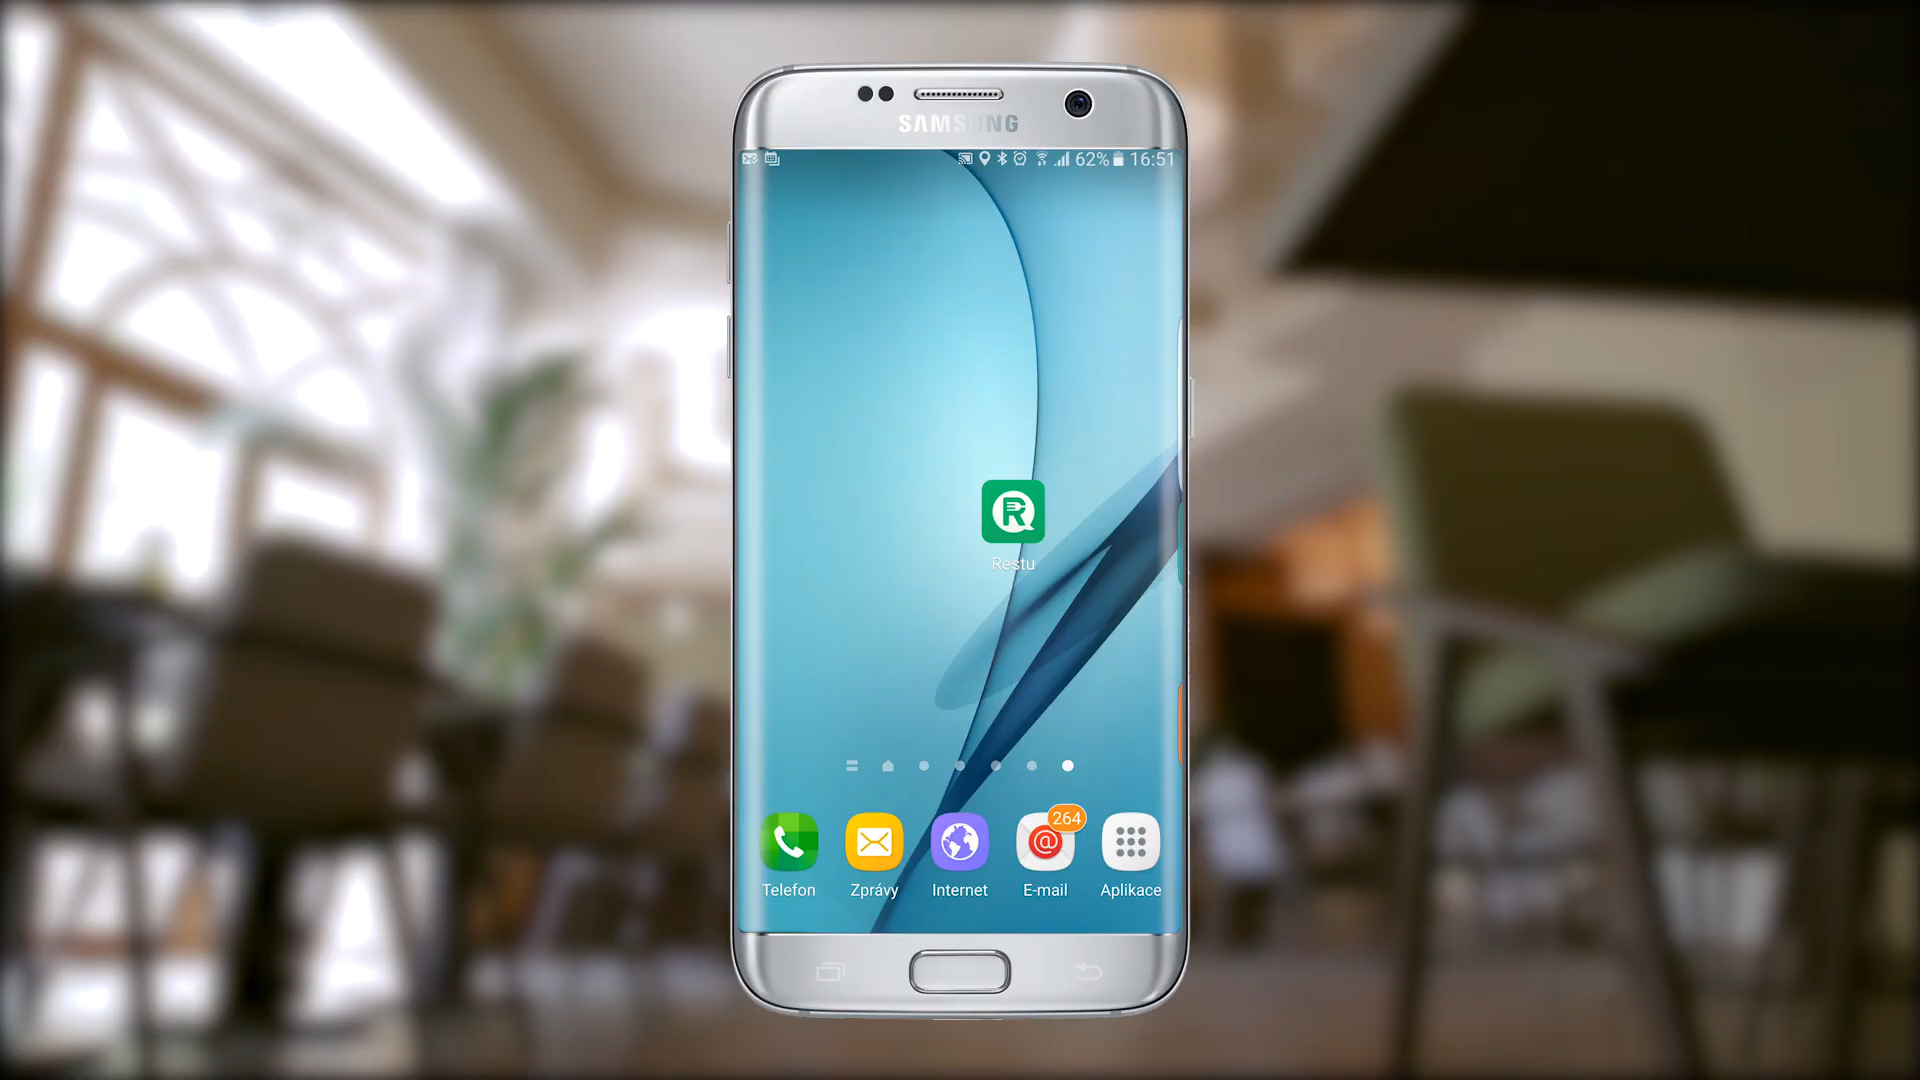 SAMSUNG
62% 16:51
R
Restu
264
Telefon Zprávy Internet E-mail Aplikace